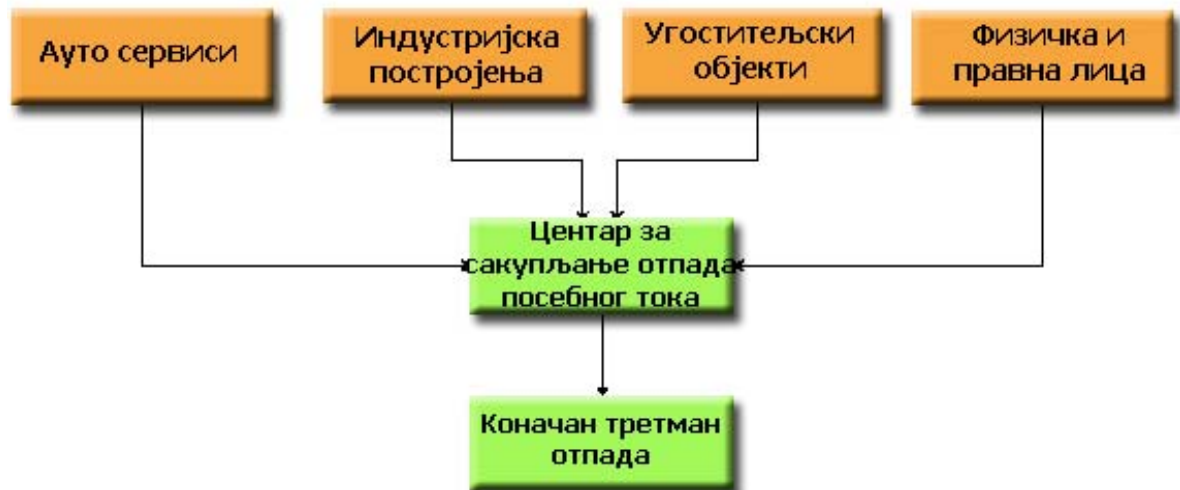 Ауто сервиси
Индустријска
постројења
Угоститељски
објекти
Физичка и
правна лица
Центар за
сакупљање отпада
посебног тока
Коначан третман
отпада